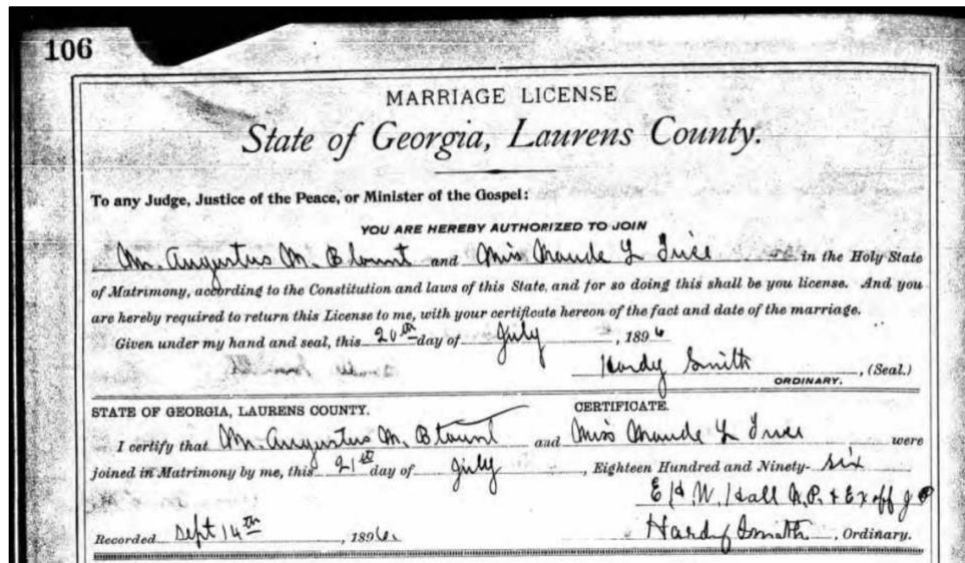 106
MARRIAGE LICENSE
State of Georgia, Laurens County.
To any Judge, Justice of the Peace, or Minister of the Gospel:
YOU ARE HEREBY AUTHORIZED TO JOIN
Mr. Augustus M. Blount and Miss Maude L in the Holy State
of Matrimony, according to the Constitution and laws of this State, and for so doing this shall be you license. And you
are hereby required to return this License to me, with your certificate hereon of the fact and date of the marriage.
Given under my hand and seal, this 20th day of July, 1896
Hardy Smith, (Seal.)
ORDINARY.
STATE OF GEORGIA, LAURENS COUNTY. CERTIFICATE.
I certify that Mr. Augustus M. Blount and Miss Maude L were
joined in Matrimony by me, this 21st day of July, Eighteen Hundred and Ninety-six
E H. W. Hall N.P. & Ex off J P
Recorded Sept 14th, 1896 Hardy Smith, Ordinary.